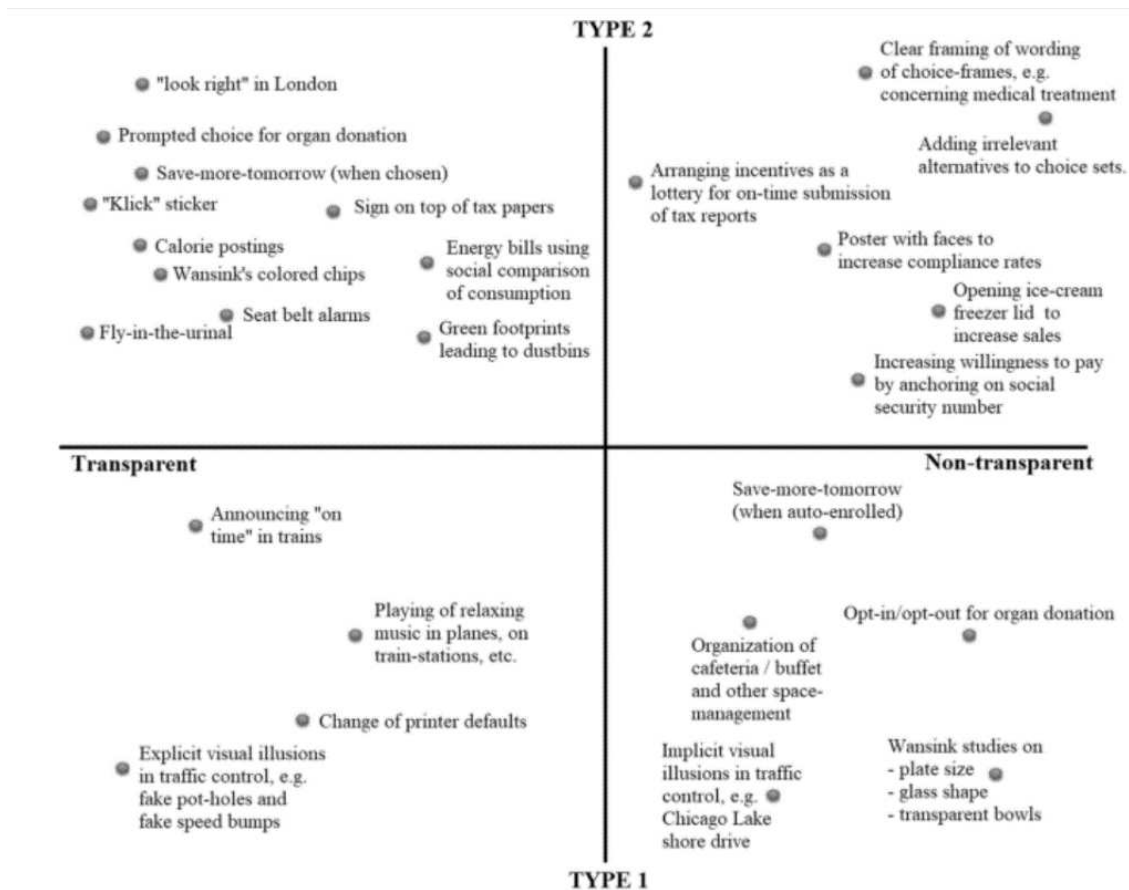 TYPE 2
"look right" in London
Prompted choice for organ donation
Save-more-tomorrow (when chosen)
"Klick" sticker
Sign on top of tax papers
Calorie postings
Wansink's colored chips
Energy bills using
social comparison
of consumption
Seat belt alarms
Fly-in-the-urinal
Green footprints
leading to dustbins
Clear framing of wording
of choice-frames, e.g.
concerning medical treatment
Adding irrelevant
alternatives to choice sets.
Arranging incentives as a
lottery for on-time submission
of tax reports
Poster with faces to
increase compliance rates
Opening ice-cream
freezer lid to
increase sales
Increasing willingness to pay
by anchoring on social
security number
Transparent
Non-transparent
Announcing "on
time" in trains
Playing of relaxing
music in planes, on
train-stations, etc.
Change of printer defaults
Explicit visual illusions
in traffic control, e.g.
fake pot-holes and
fake speed bumps
Save-more-tomorrow
(when auto-enrolled)
Opt-in/opt-out for organ donation
Organization of
cafeteria / buffet
and other space-
management
Implicit visual
illusions in traffic
control, e.g.
Chicago Lake
shore drive
Wansink studies on
- plate size
- glass shape
- transparent bowls
TYPE 1